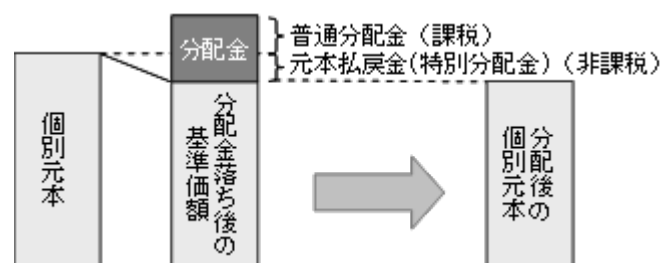 分配金
普通分配金（課税）
元本払戻金(特別分配金)（非課税）
個別元本
分配金落ち後の
基準価額
分配後の
個別元本